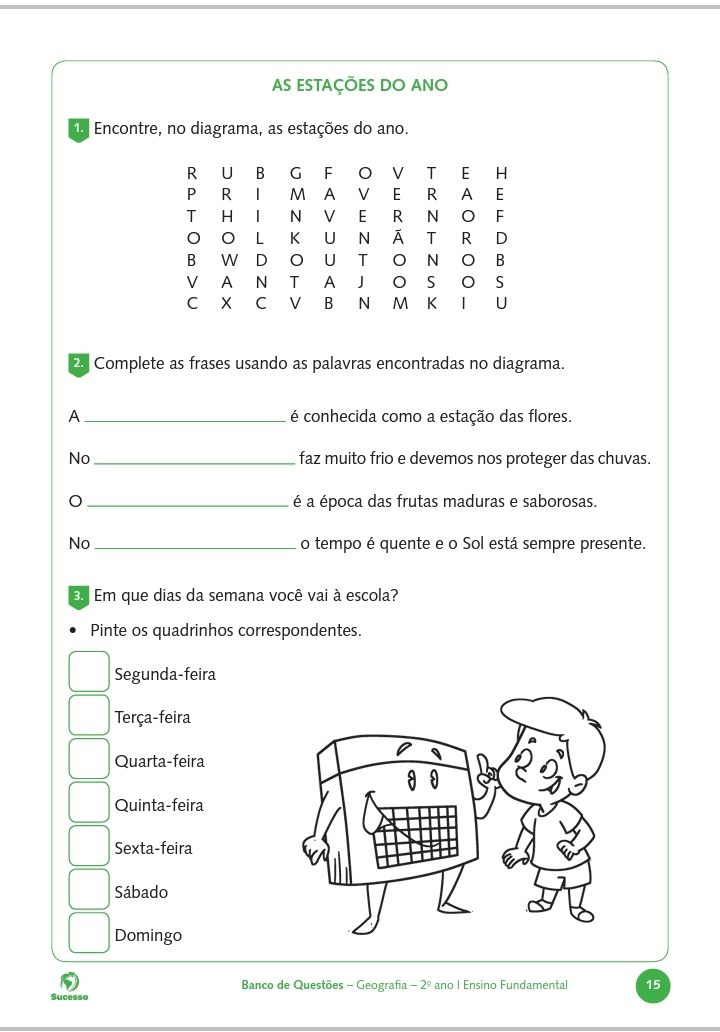 AS ESTAÇÕES DO ANO
1. Encontre, no diagrama, as estações do ano.
R U B G F O V T E H
P R I M A V E R A E
T H I N V E R N O F
O O L K U N Ã T R D
B W D O U T O N O B
V A N T A J O S O S
C X C V B N M K I U
2. Complete as frases usando as palavras encontradas no diagrama.
A ______________ é conhecida como a estação das flores.
No ______________ faz muito frio e devemos nos proteger das chuvas.
O ______________ é a época das frutas maduras e saborosas.
No ______________ o tempo é quente e o Sol está sempre presente.
3. Em que dias da semana você vai à escola?
• Pinte os quadrinhos correspondentes.
Segunda-feira
Terça-feira
Quarta-feira
Quinta-feira
Sexta-feira
Sábado
Domingo
Sucesso
Banco de Questões – Geografia – 2º ano I Ensino Fundamental
15